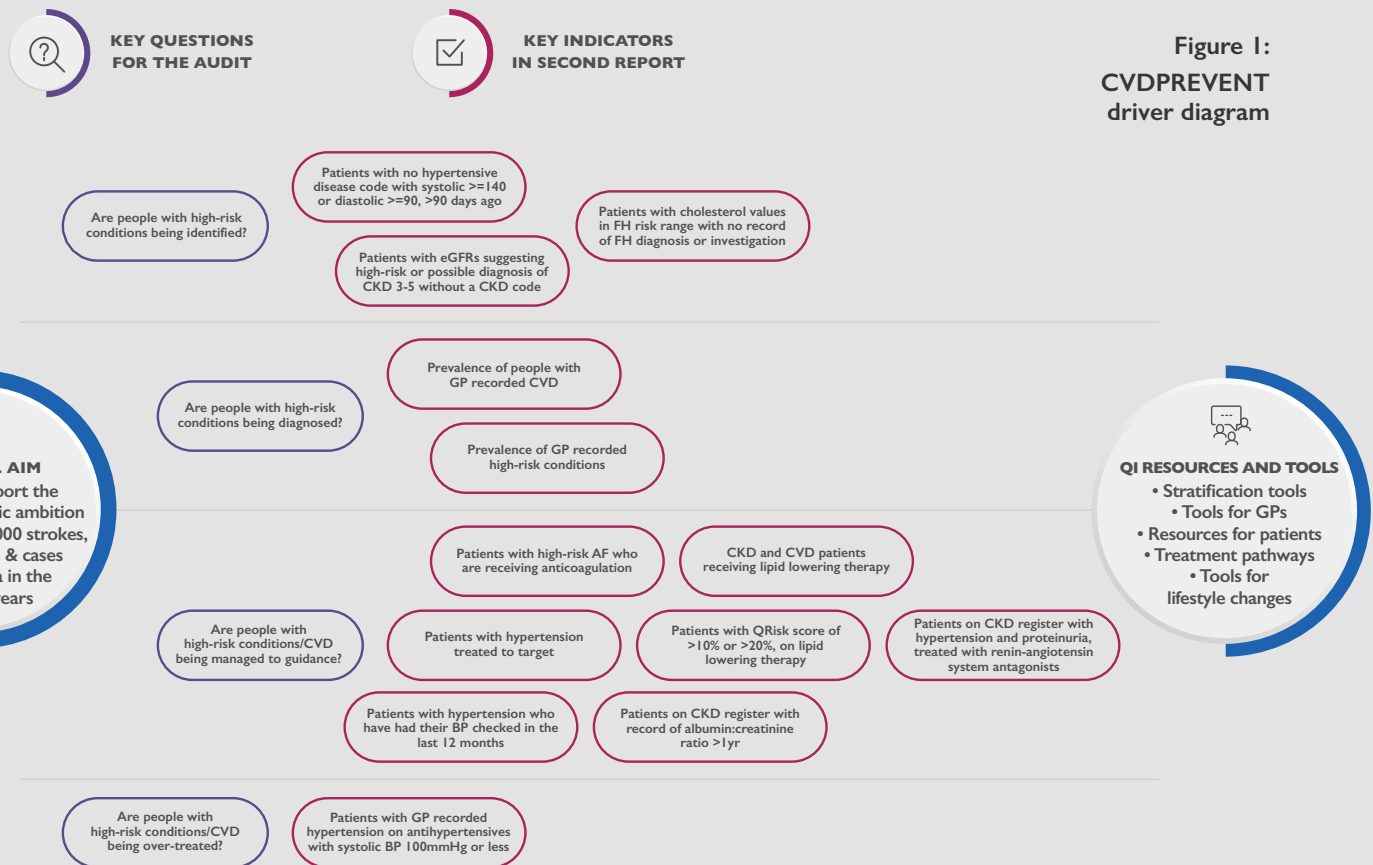 KEY QUESTIONS
FOR THE AUDIT
KEY INDICATORS
IN SECOND REPORT
Figure 1:
CVDPREVENT
driver diagram
Are people with high-risk
conditions being identified?
Patients with no hypertensive
disease code with systolic >=140
or diastolic >=90, >90 days ago
Patients with cholesterol values
in FH risk range with no record
of FH diagnosis or investigation
Patients with eGFRs suggesting
high-risk or possible diagnosis of
CKD 3-5 without a CKD code
Are people with high-risk
conditions being diagnosed?
Prevalence of people with
GP recorded CVD
Prevalence of GP recorded
high-risk conditions
AIM
port the
ic ambition
000 strokes,
& cases
a in the
years
Are people with
high-risk conditions/CVD
being managed to guidance?
Patients with high-risk AF who
are receiving anticoagulation
CKD and CVD patients
receiving lipid lowering therapy
Patients with hypertension
treated to target
Patients with QRisk score of
>10% or >20%, on lipid
lowering therapy
Patients on CKD register with
hypertension and proteinuria,
treated with renin-angiotensin
system antagonists
Patients with hypertension who
have had their BP checked in the
last 12 months
Patients on CKD register with
record of albumin:creatinine
ratio >1yr
QI RESOURCES AND TOOLS
• Stratification tools
• Tools for GPs
• Resources for patients
• Treatment pathways
• Tools for
lifestyle changes
Are people with
high-risk conditions/CVD
being over-treated?
Patients with GP recorded
hypertension on antihypertensives
with systolic BP 100mmHg or less